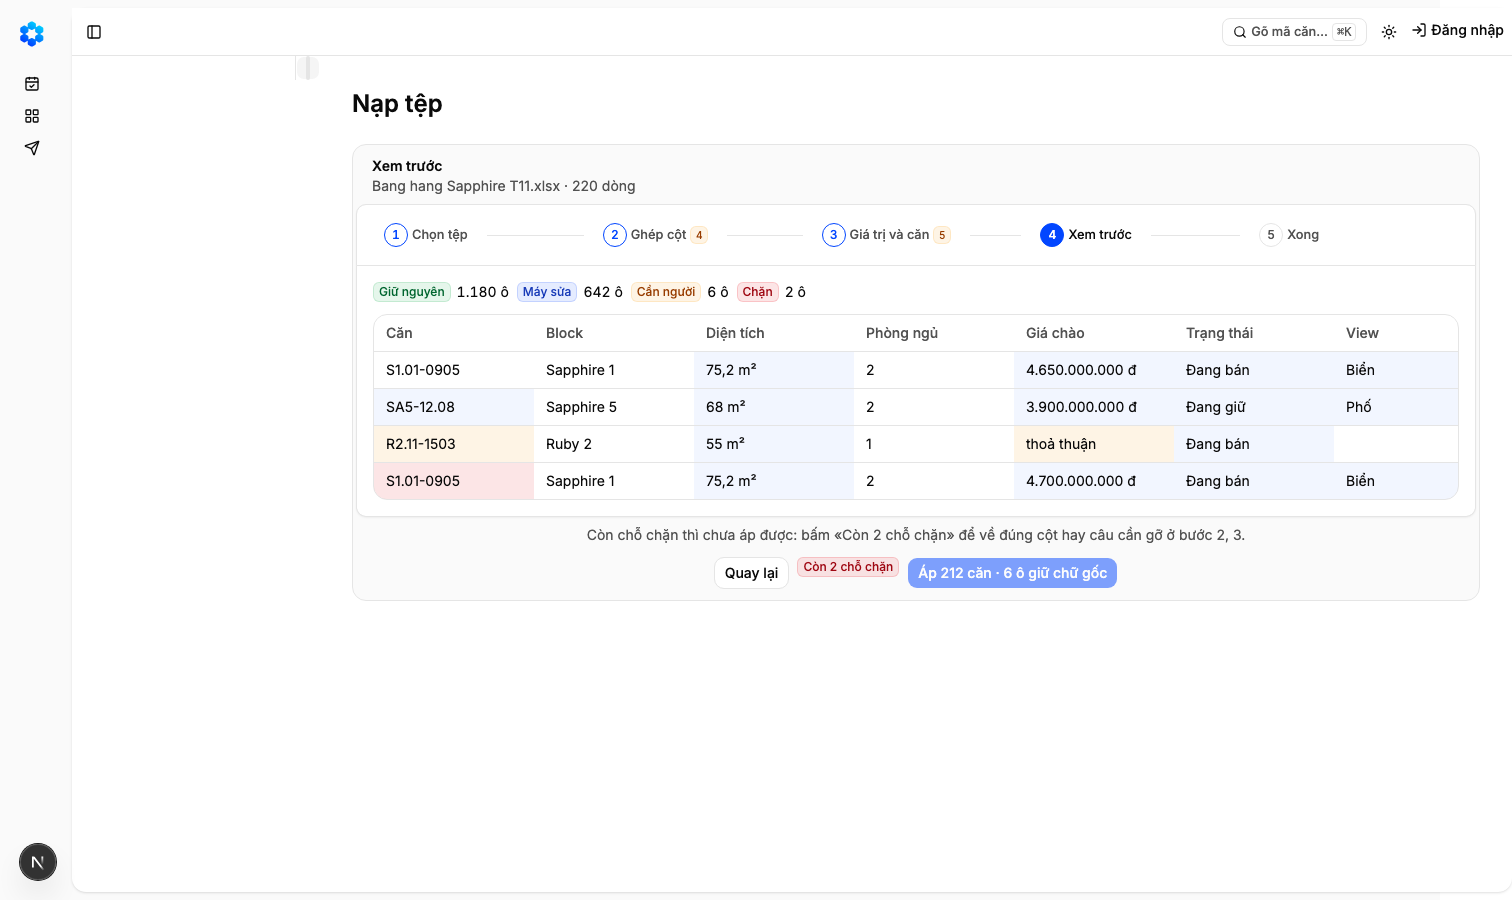 Gõ mã căn... ⌘K
Đăng nhập
Nạp tệp
Xem trước
Bang hang Sapphire T11.xlsx · 220 dòng
1 Chọn tệp 2 Ghép cột 4 3 Giá trị và căn 5 4 Xem trước 5 Xong
Giữ nguyên 1.180 ô Máy sửa 642 ô Cần người 6 ô Chặn 2 ô
Căn Block Diện tích Phòng ngủ Giá chào Trạng thái View
S1.01-0905 Sapphire 1 75,2 m² 2 4.650.000.000 đ Đang bán Biển
SA5-12.08 Sapphire 5 68 m² 2 3.900.000.000 đ Đang giữ Phố
R2.11-1503 Ruby 2 55 m² 1 thoả thuận Đang bán
S1.01-0905 Sapphire 1 75,2 m² 2 4.700.000.000 đ Đang bán Biển
Còn chỗ chặn thì chưa áp được: bấm «Còn 2 chỗ chặn» để về đúng cột hay câu cần gỡ ở bước 2, 3.
Quay lại Còn 2 chỗ chặn Áp 212 căn · 6 ô giữ chữ gốc
N